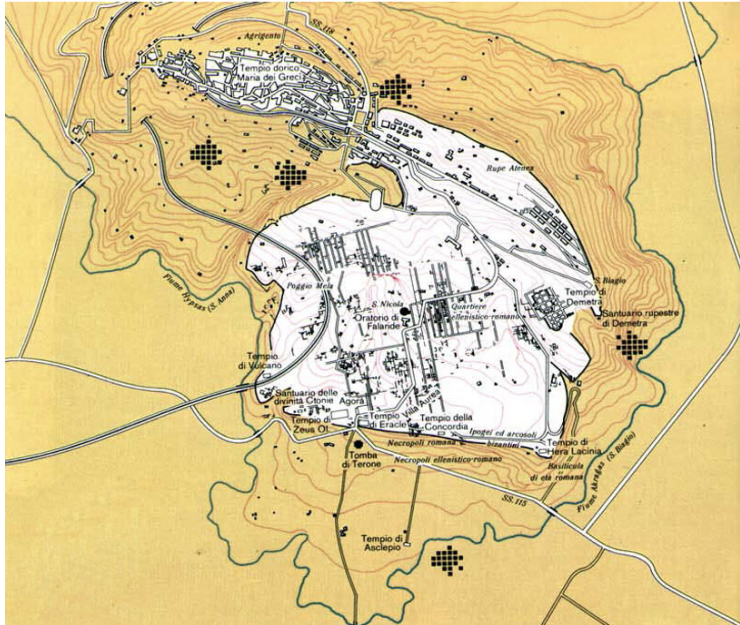 SS. 118
Agrigento
Tempio dorico
Maria dei Greci
Rupe Atenea
Fiume Hypsas (S. Anna)
Poggio Meta
S. Biagio
Tempio di
Demetra
S. Nicola
Oratorio di
Falaride
Quartiere
ellenistico-romano
Santuario rupestre
di Demetra
Tempio
di Vulcano
Santuario delle
divinità Ctonie
Agorà
Villa Aurea
Tempio di
Zeus Ol.
Tempio
di Eracle
Tempio della
Concordia
Ipogei ed arcosoli
bizantini
Necropoli romana
Tempio di
Hera Lacinia
Tomba
di Terone
Necropoli ellenistico-romano
Basilicula
di età romana
Fiume Akragas (S. Biagio)
SS. 115
Tempio di
Asclepio